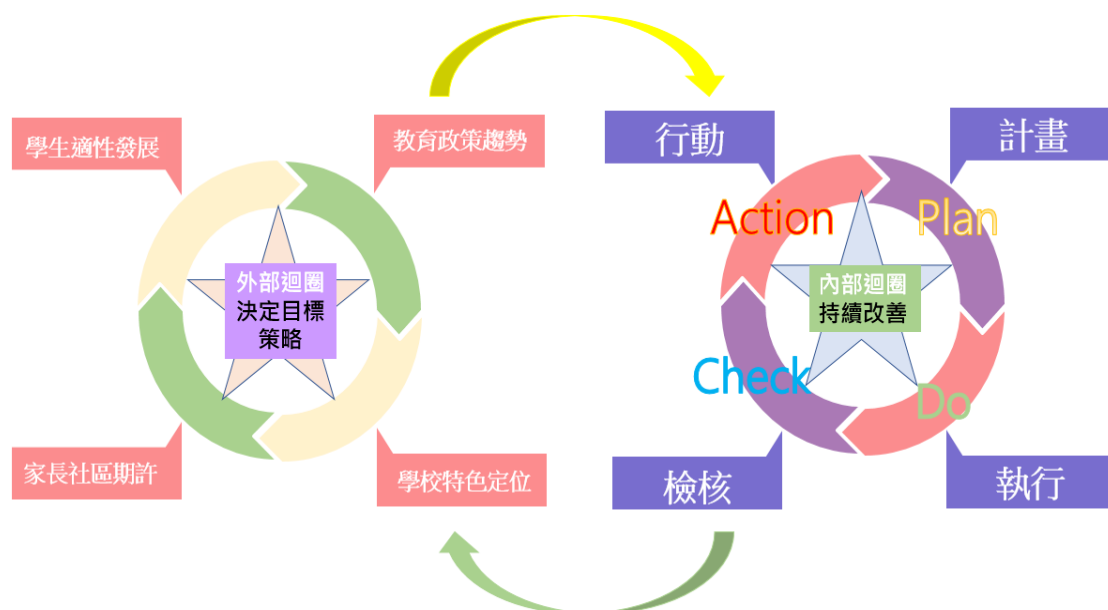 學生適性發展
教育政策趨勢
外部迴圈
決定目標
策略
家長社區期許
學校特色定位
行動
計畫
Action
Plan
內部迴圈
持續改善
Check
Do
檢核
執行